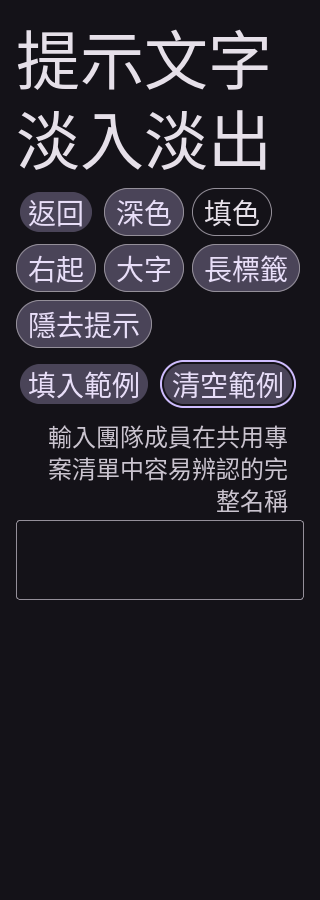 提示文字
淡入淡出
返回
深色
填色
右起
大字
長標籤
隱去提示
填入範例
清空範例
輸入團隊成員在共用專
案清單中容易辨認的完
整名稱